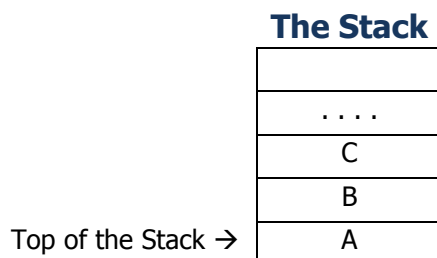 The Stack
. . . .
C
B
Top of the Stack → A